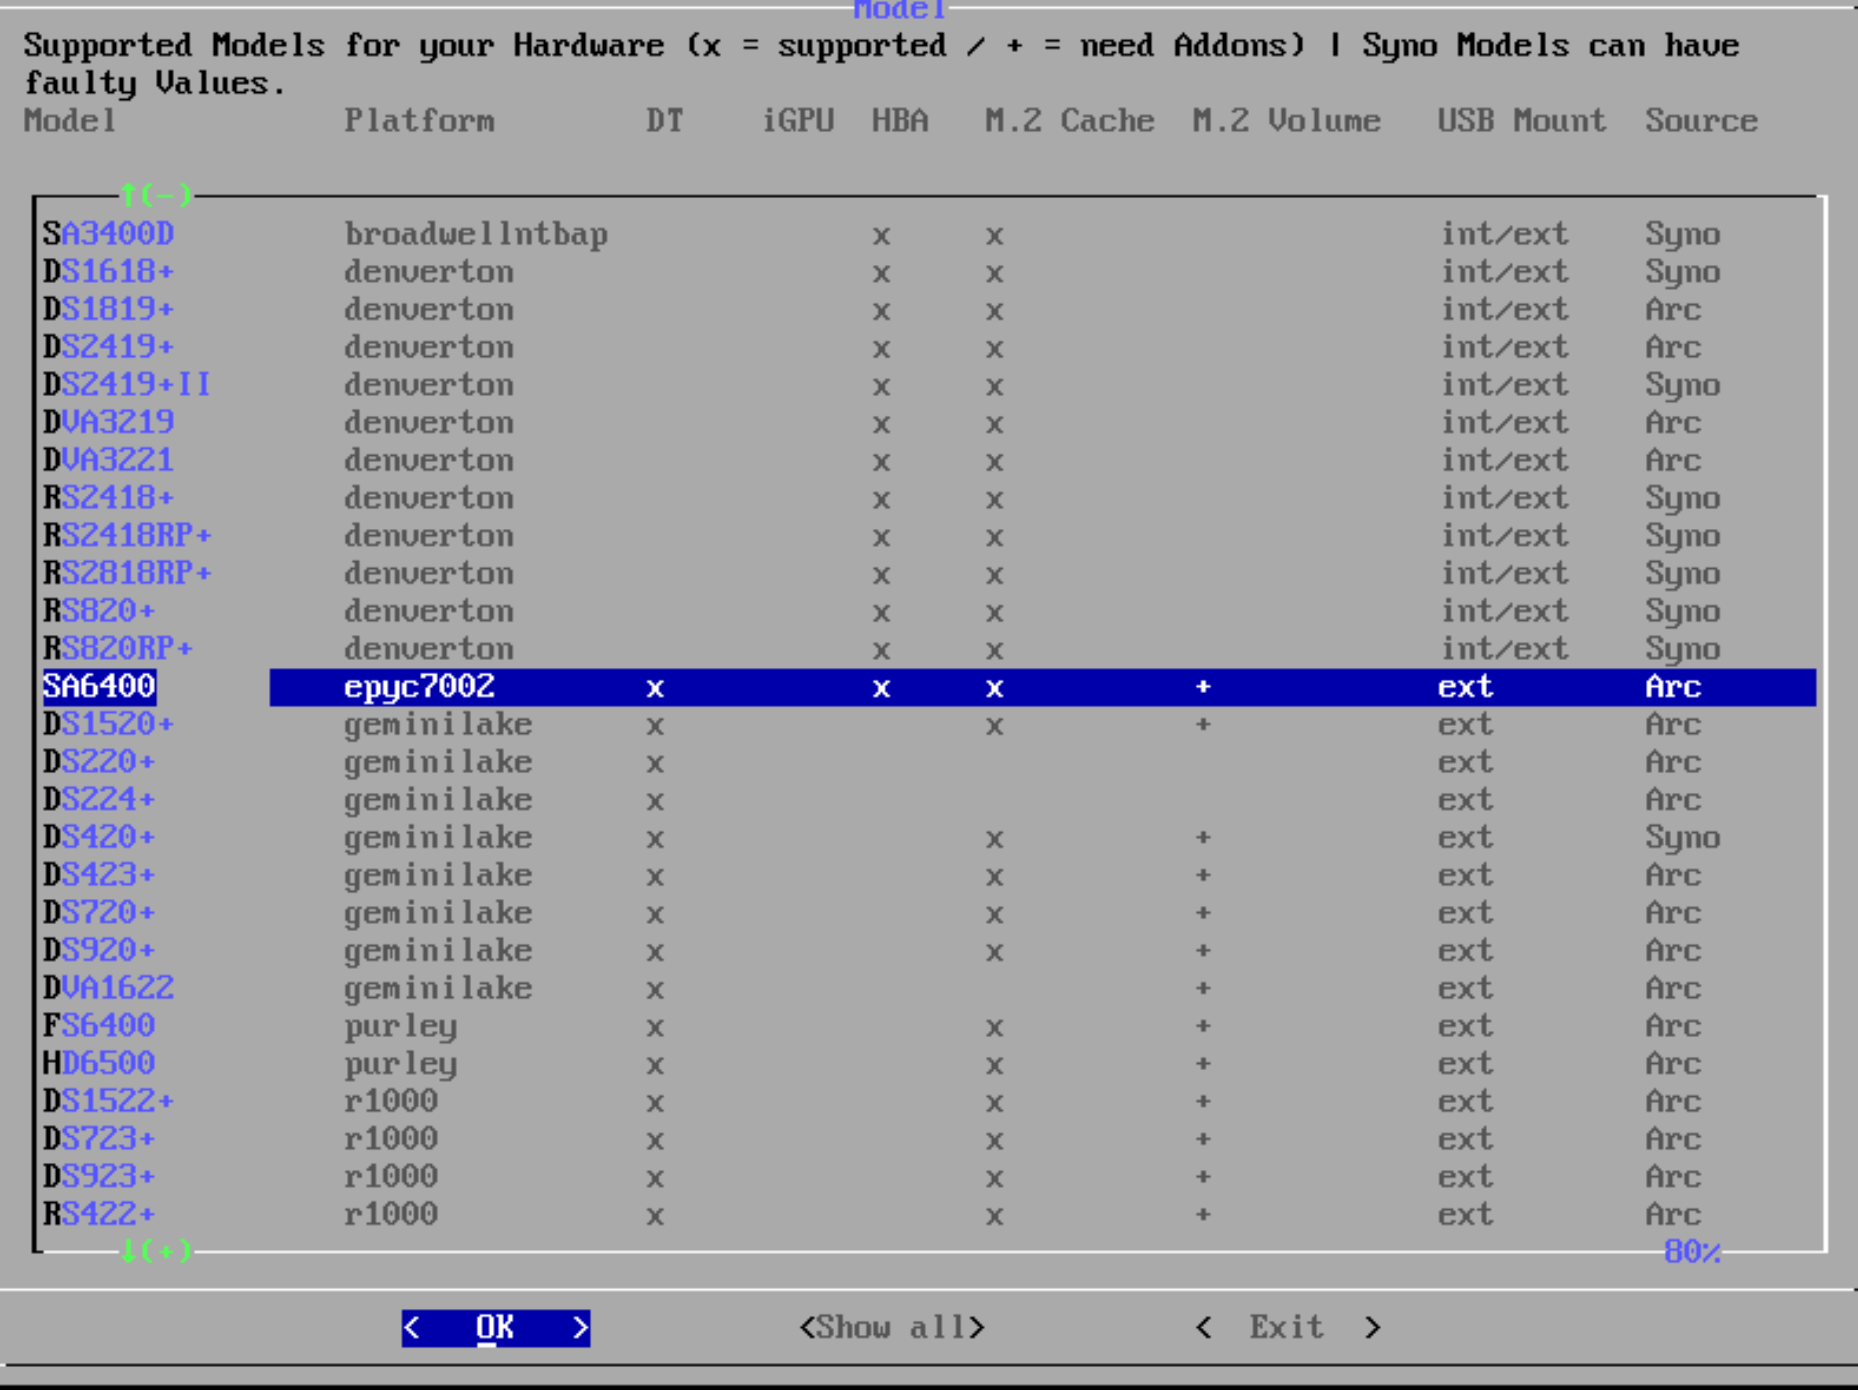 Model
Supported Models for your Hardware (x = supported / + = need Addons) | Syno Models can have
faulty Values.
Model Platform DT iGPU HBA M.2 Cache M.2 Volume USB Mount Source
↑(-)
SA3400D broadwellntbap x x int/ext Syno
DS1618+ denverton x x int/ext Syno
DS1819+ denverton x x int/ext Arc
DS2419+ denverton x x int/ext Arc
DS2419+II denverton x x int/ext Syno
DVA3219 denverton x x int/ext Arc
DVA3221 denverton x x int/ext Arc
RS2418+ denverton x x int/ext Syno
RS2418RP+ denverton x x int/ext Syno
RS2818RP+ denverton x x int/ext Syno
RS820+ denverton x x int/ext Syno
RS820RP+ denverton x x int/ext Syno
SA6400 epyc7002 x x x + ext Arc
DS1520+ geminilake x x + ext Arc
DS220+ geminilake x ext Arc
DS224+ geminilake x ext Arc
DS420+ geminilake x x + ext Syno
DS423+ geminilake x x + ext Arc
DS720+ geminilake x x + ext Arc
DS920+ geminilake x x + ext Arc
DVA1622 geminilake x + ext Arc
FS6400 purley x x + ext Arc
HD6500 purley x x + ext Arc
DS1522+ r1000 x x + ext Arc
DS723+ r1000 x x + ext Arc
DS923+ r1000 x x + ext Arc
RS422+ r1000 x x + ext Arc
↓(+) 80%
< OK > <Show all> < Exit >